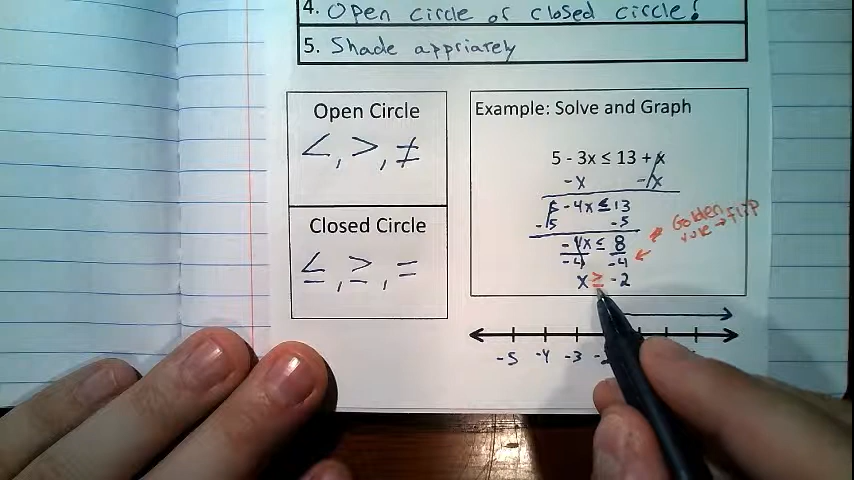 4. Open circle or closed circle!
5. Shade appriarely
Open Circle
<, >, ≠
Closed Circle
≤, ≥, =
Example: Solve and Graph
5 - 3x ≤ 13 + x
-x -x
5 - 4x ≤ 13
-5 -5
-4x ≤ 8
-4 -4
Golden rule → flip
x ≥ -2
-5 -4 -3